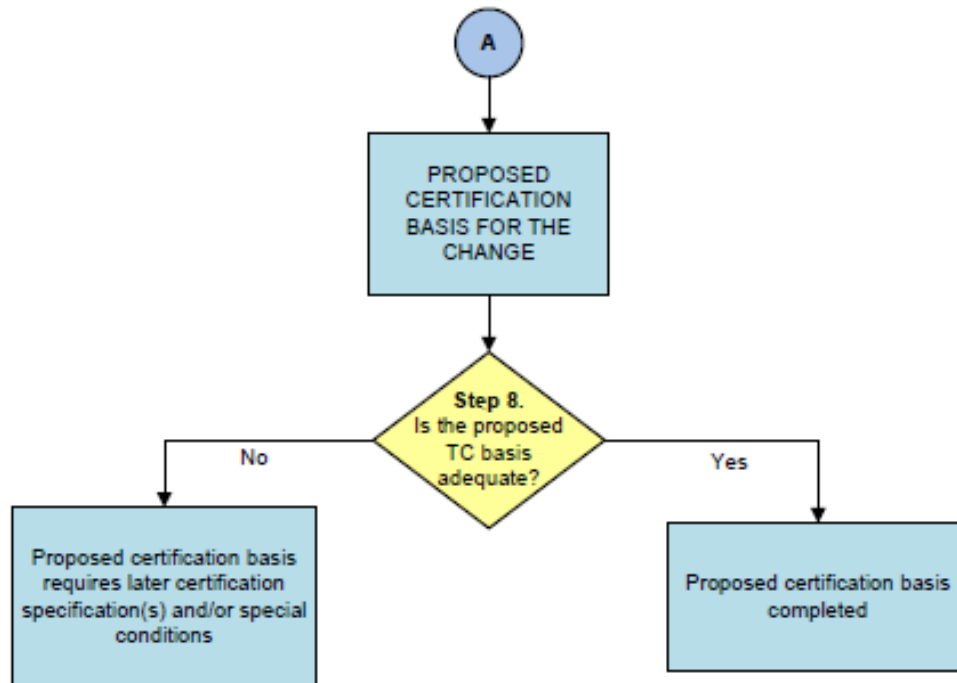 A
PROPOSED
CERTIFICATION
BASIS FOR THE
CHANGE
Step 8.
Is the proposed
TC basis
adequate?
No
Yes
Proposed certification basis
requires later certification
specification(s) and/or special
conditions
Proposed certification basis
completed